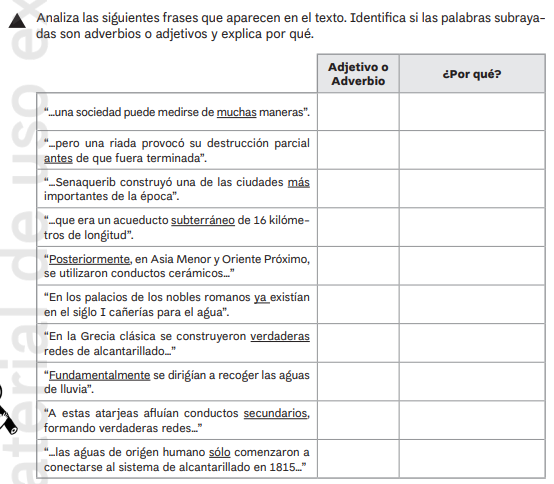 Analiza las siguientes frases que aparecen en el texto. Identifica si las palabras subraya-
das son adverbios o adjetivos y explica por qué.
Adjetivo o
Adverbio
¿Por qué?
“...una sociedad puede medirse de muchas maneras”.
“...pero una riada provocó su destrucción parcial
antes de que fuera terminada”.
“...Senaquerib construyó una de las ciudades más
importantes de la época”.
“...que era un acueducto subterráneo de 16 kilóme-
tros de longitud”.
“Posteriormente, en Asia Menor y Oriente Próximo,
se utilizaron conductos cerámicos...”
“En los palacios de los nobles romanos ya existían
en el siglo I cañerías para el agua”.
“En la Grecia clásica se construyeron verdaderas
redes de alcantarillado...”
“Fundamentalmente se dirigían a recoger las aguas
de lluvia”.
“A estas atarjeas afluían conductos secundarios,
formando verdaderas redes...”
“...las aguas de origen humano sólo comenzaron a
conectarse al sistema de alcantarillado en 1815...”
aterial de uso ex